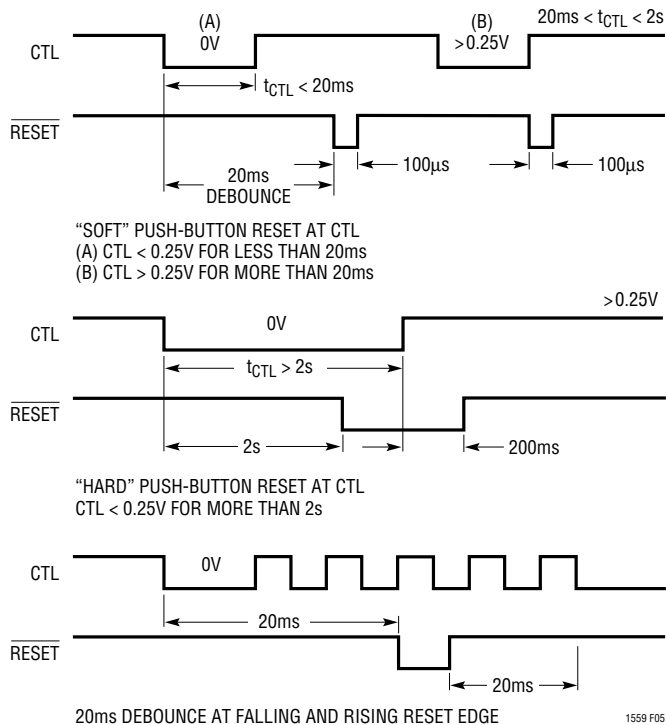 (A) (B) 20ms < tCTL < 2s
CTL 0V >0.25V
tCTL < 20ms
RESET
20ms DEBOUNCE 100µs 100µs
"SOFT" PUSH-BUTTON RESET AT CTL
(A) CTL < 0.25V FOR LESS THAN 20ms
(B) CTL > 0.25V FOR MORE THAN 20ms
>0.25V
CTL 0V
tCTL > 2s
RESET
2s 200ms
"HARD" PUSH-BUTTON RESET AT CTL
CTL < 0.25V FOR MORE THAN 2s
CTL 0V
20ms
RESET
20ms
20ms DEBOUNCE AT FALLING AND RISING RESET EDGE 1559 F05